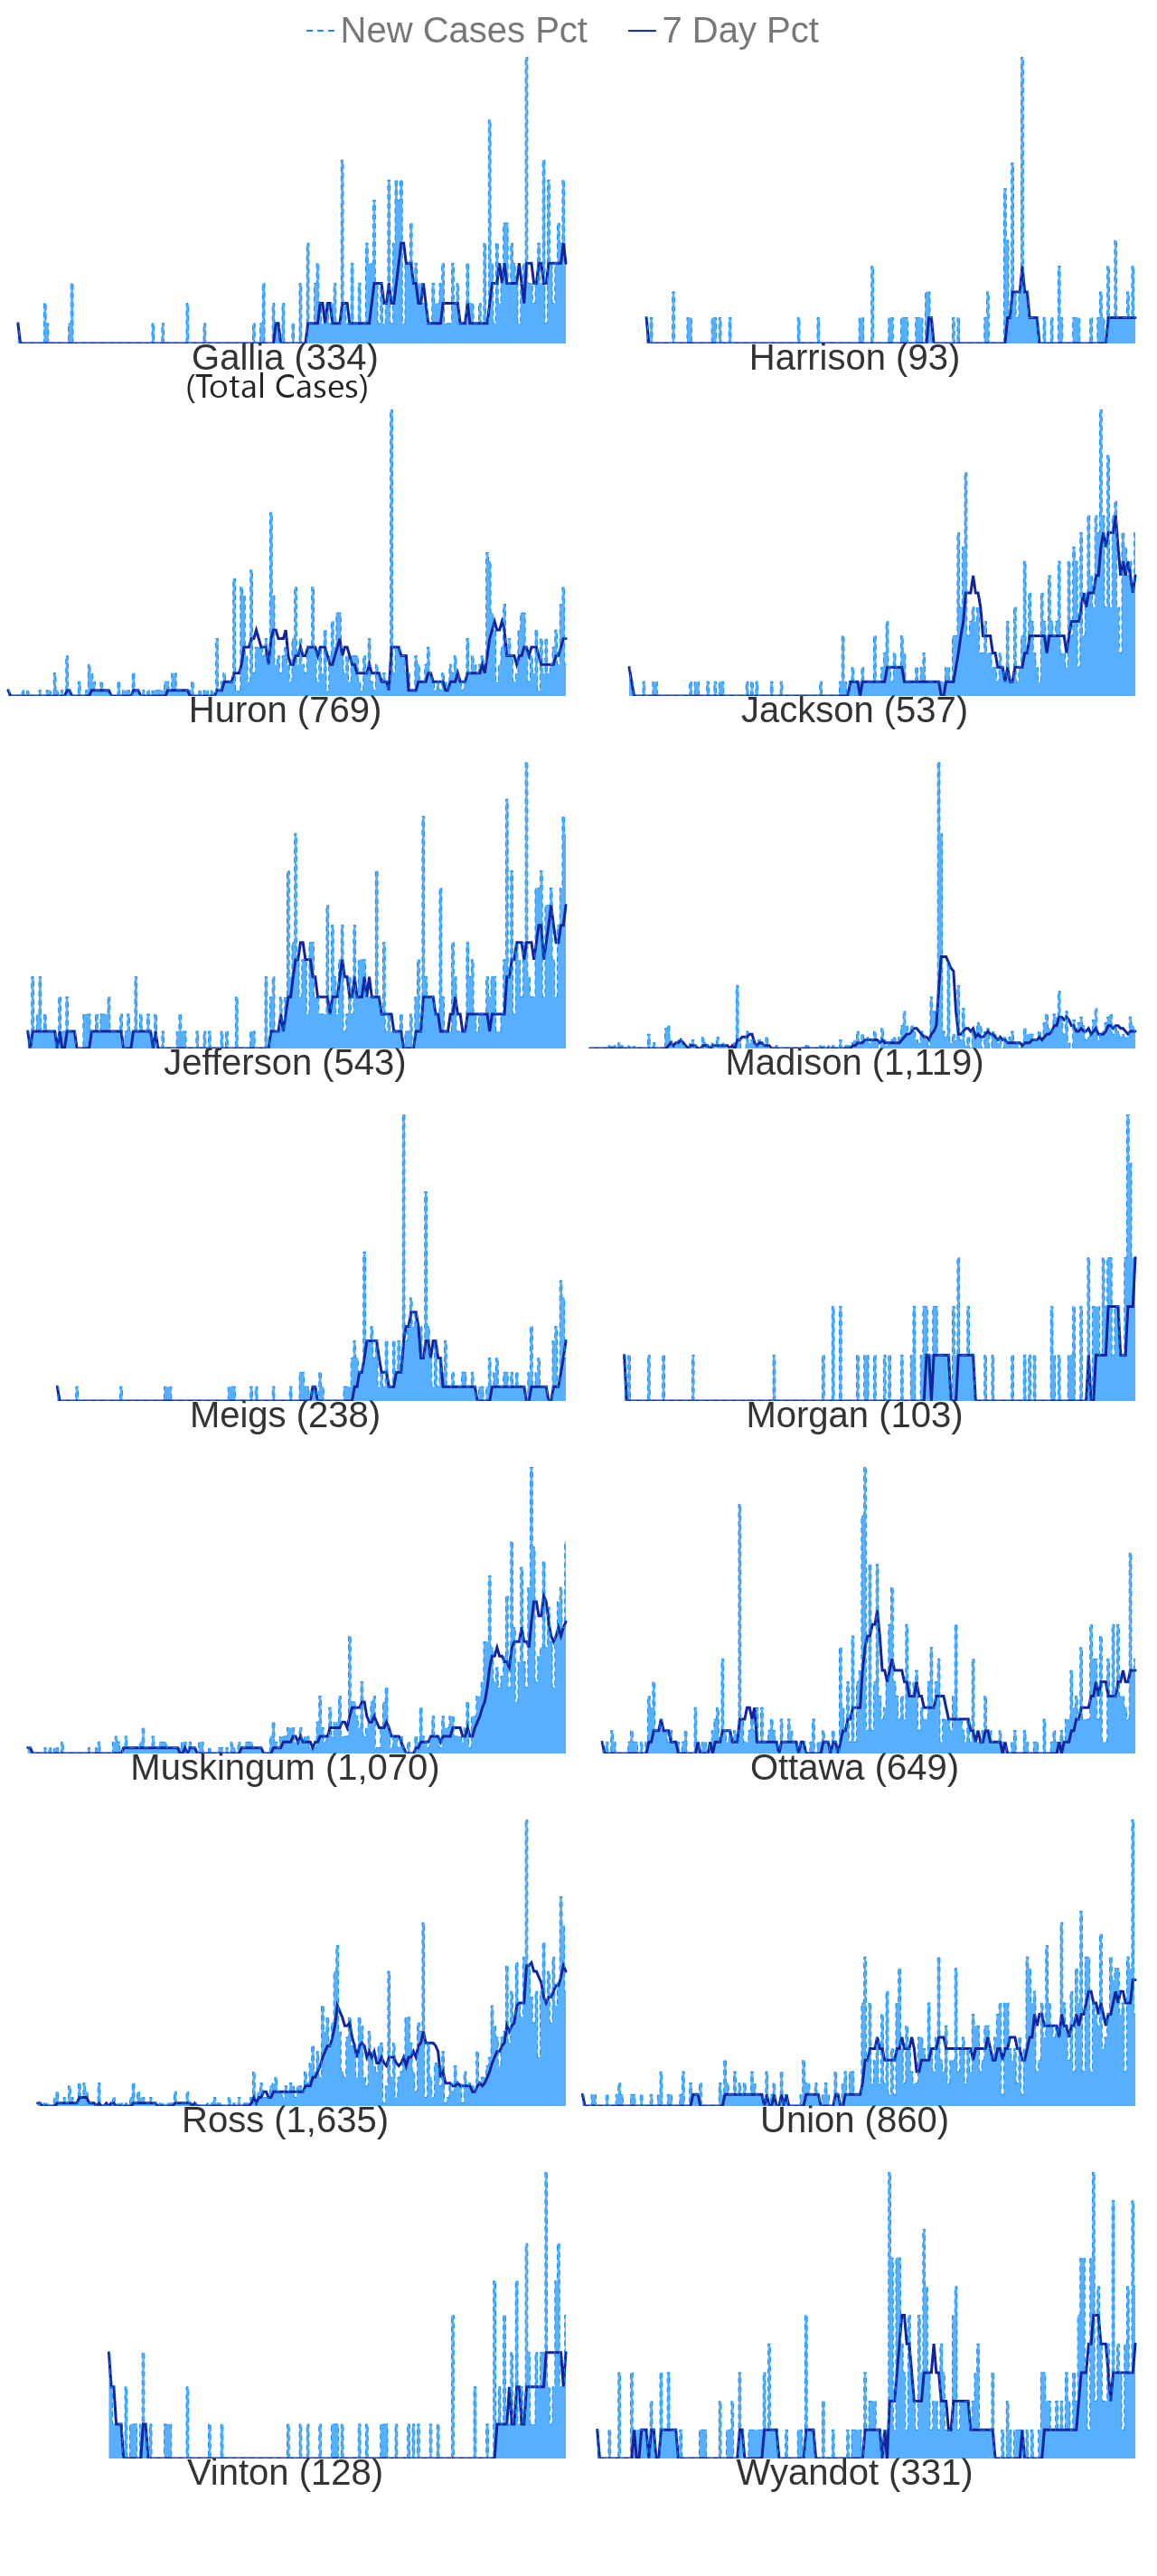 New Cases Pct 7 Day Pct
Gallia (334) Harrison (93)
(Total Cases)
Huron (769) Jackson (537)
Jefferson (543) Madison (1,119)
Meigs (238) Morgan (103)
Muskingum (1,070) Ottawa (649)
Ross (1,635) Union (860)
Vinton (128) Wyandot (331)